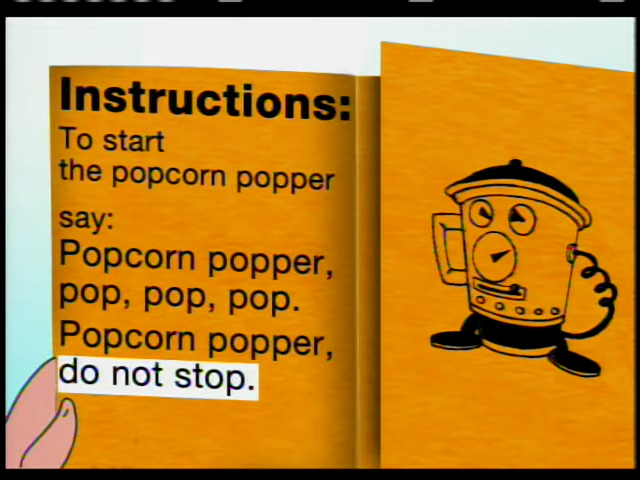 Instructions:
To start
the popcorn popper
say:
Popcorn popper,
pop, pop, pop.
Popcorn popper,
do not stop.